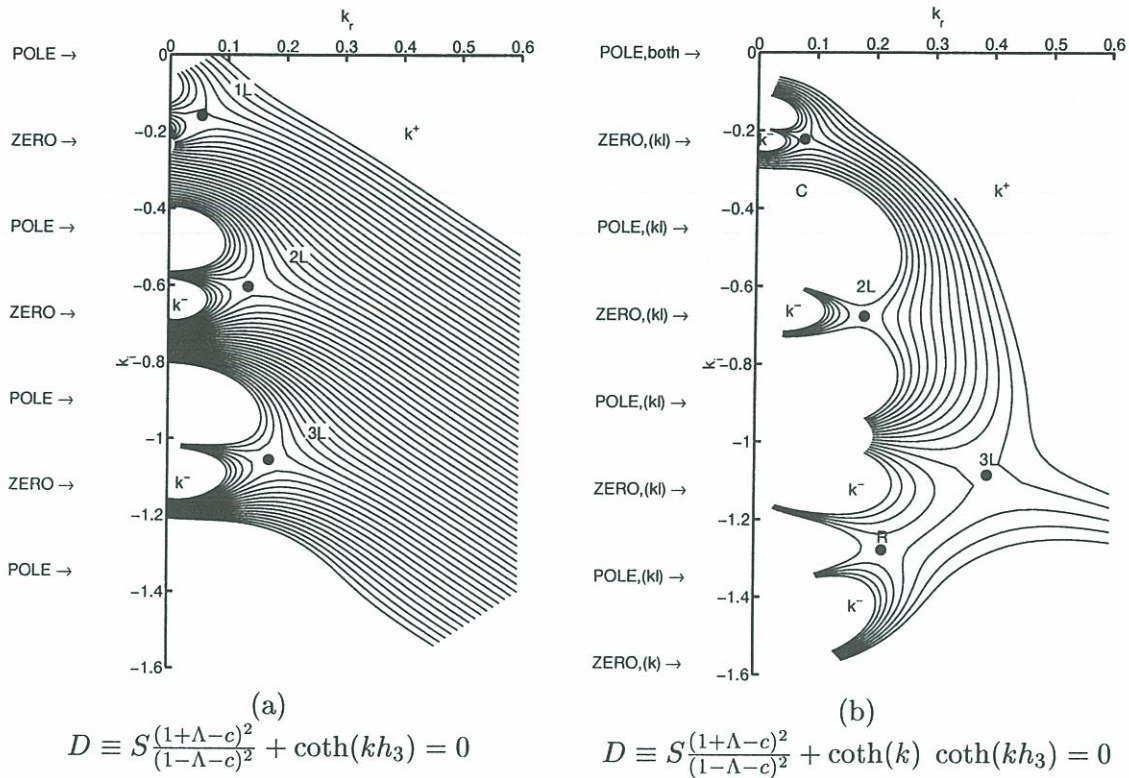 k_r
POLE → 0 0 0.1 0.2 0.3 0.4 0.5 0.6
1L
k⁺
ZERO → −0.2
POLE → −0.4
2L
−0.6
k⁻
ZERO →
k_i −0.8
POLE →
3L
−1
k⁻
ZERO →
−1.2
POLE →
−1.4
−1.6
(a)
D ≡ S (1+Λ−c)²/(1−Λ−c)² + coth(kh₃) = 0
k_r
POLE,both → 0 0 0.1 0.2 0.3 0.4 0.5 0.6
ZERO,(kl) → −0.2
k⁻
k⁺
C
−0.4
POLE,(kl) →
2L
−0.6
k⁻
ZERO,(kl) →
k_i −0.8
POLE,(kl) →
−1
3L
k⁻
ZERO,(kl) →
−1.2
R
POLE,(kl) →
−1.4
k⁻
ZERO,(k) → −1.6
(b)
D ≡ S (1+Λ−c)²/(1−Λ−c)² + coth(k) coth(kh₃) = 0